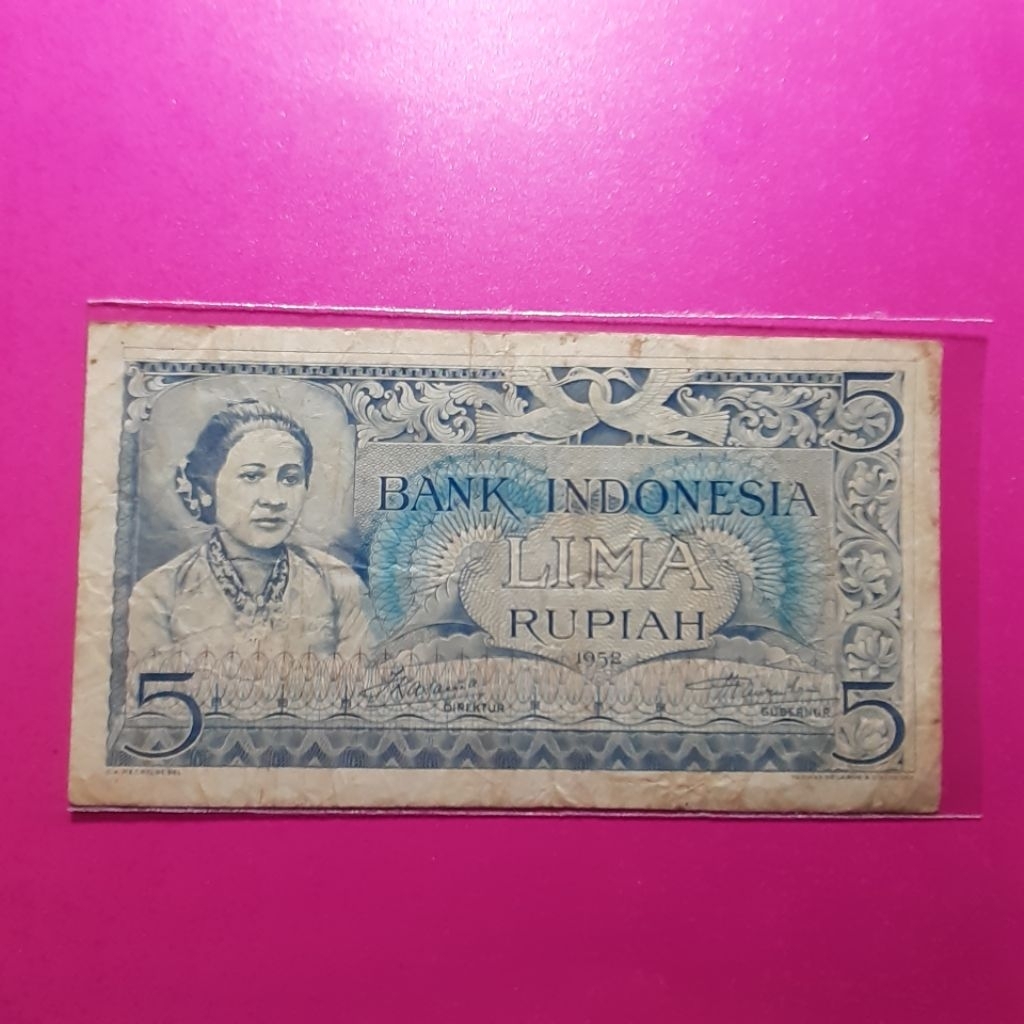 5
BANK INDONESIA
LIMA
RUPIAH
1952
DIREKTUR
GUBERNUR
5
5